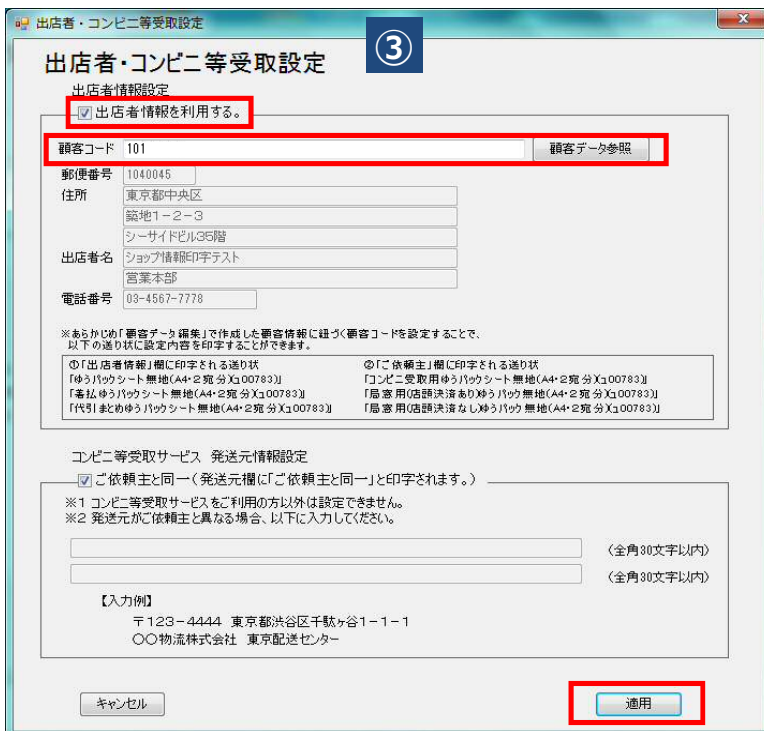 出店者・コンビニ等受取設定
③
出店者・コンビニ等受取設定
出店者情報設定
出店者情報を利用する。
顧客コード 101 顧客データ参照
郵便番号 1040045
住所 東京都中央区
築地1-2-3
シーサイドビル35階
出店者名 ショップ情報印字テスト
営業本部
電話番号 03-4567-7778
※あらかじめ「顧客データ編集」で作成した顧客情報に紐づく顧客コードを設定することで、
以下の送り状に設定内容を印字することができます。
①「出店者情報」欄に印字される送り状
「ゆうパックシート無地(A4・2宛分)(ュ00783)」
「着払ゆうパックシート無地(A4・2宛分)(ュ00783)」
「代引まとめゆうパックシート無地(A4・2宛分)(ュ00783)」
②「ご依頼主」欄に印字される送り状
「コンビニ受取用ゆうパックシート無地(A4・2宛分)(ュ00783)」
「局窓用(店頭決済あり)ゆうパック無地(A4・2宛分)(ュ00783)」
「局窓用(店頭決済なし)ゆうパック無地(A4・2宛分)(ュ00783)」
コンビニ等受取サービス 発送元情報設定
ご依頼主と同一(発送元欄に「ご依頼主と同一」と印字されます。)
※1 コンビニ等受取サービスをご利用の方以外は設定できません。
※2 発送元がご依頼主と異なる場合、以下に入力してください。
(全角30文字以内)
(全角30文字以内)
【入力例】
〒123-4444 東京都渋谷区千駄ヶ谷1-1-1
○○物流株式会社 東京配送センター
キャンセル 適用